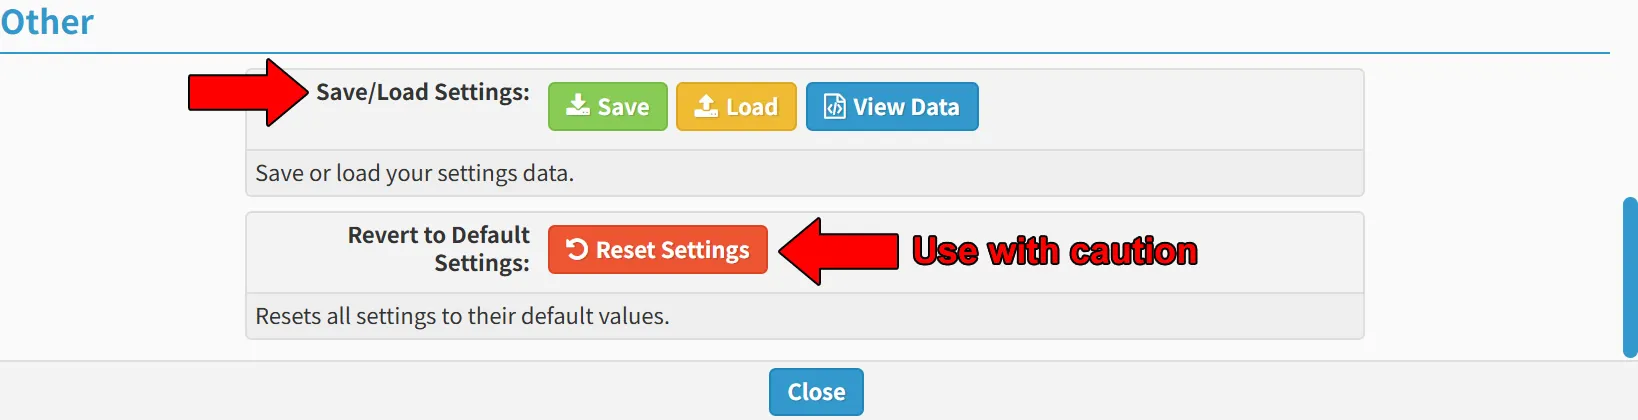 Other
Save/Load Settings:
Save
Load
View Data
Save or load your settings data.
Revert to Default
Settings:
Reset Settings
Use with caution
Resets all settings to their default values.
Close